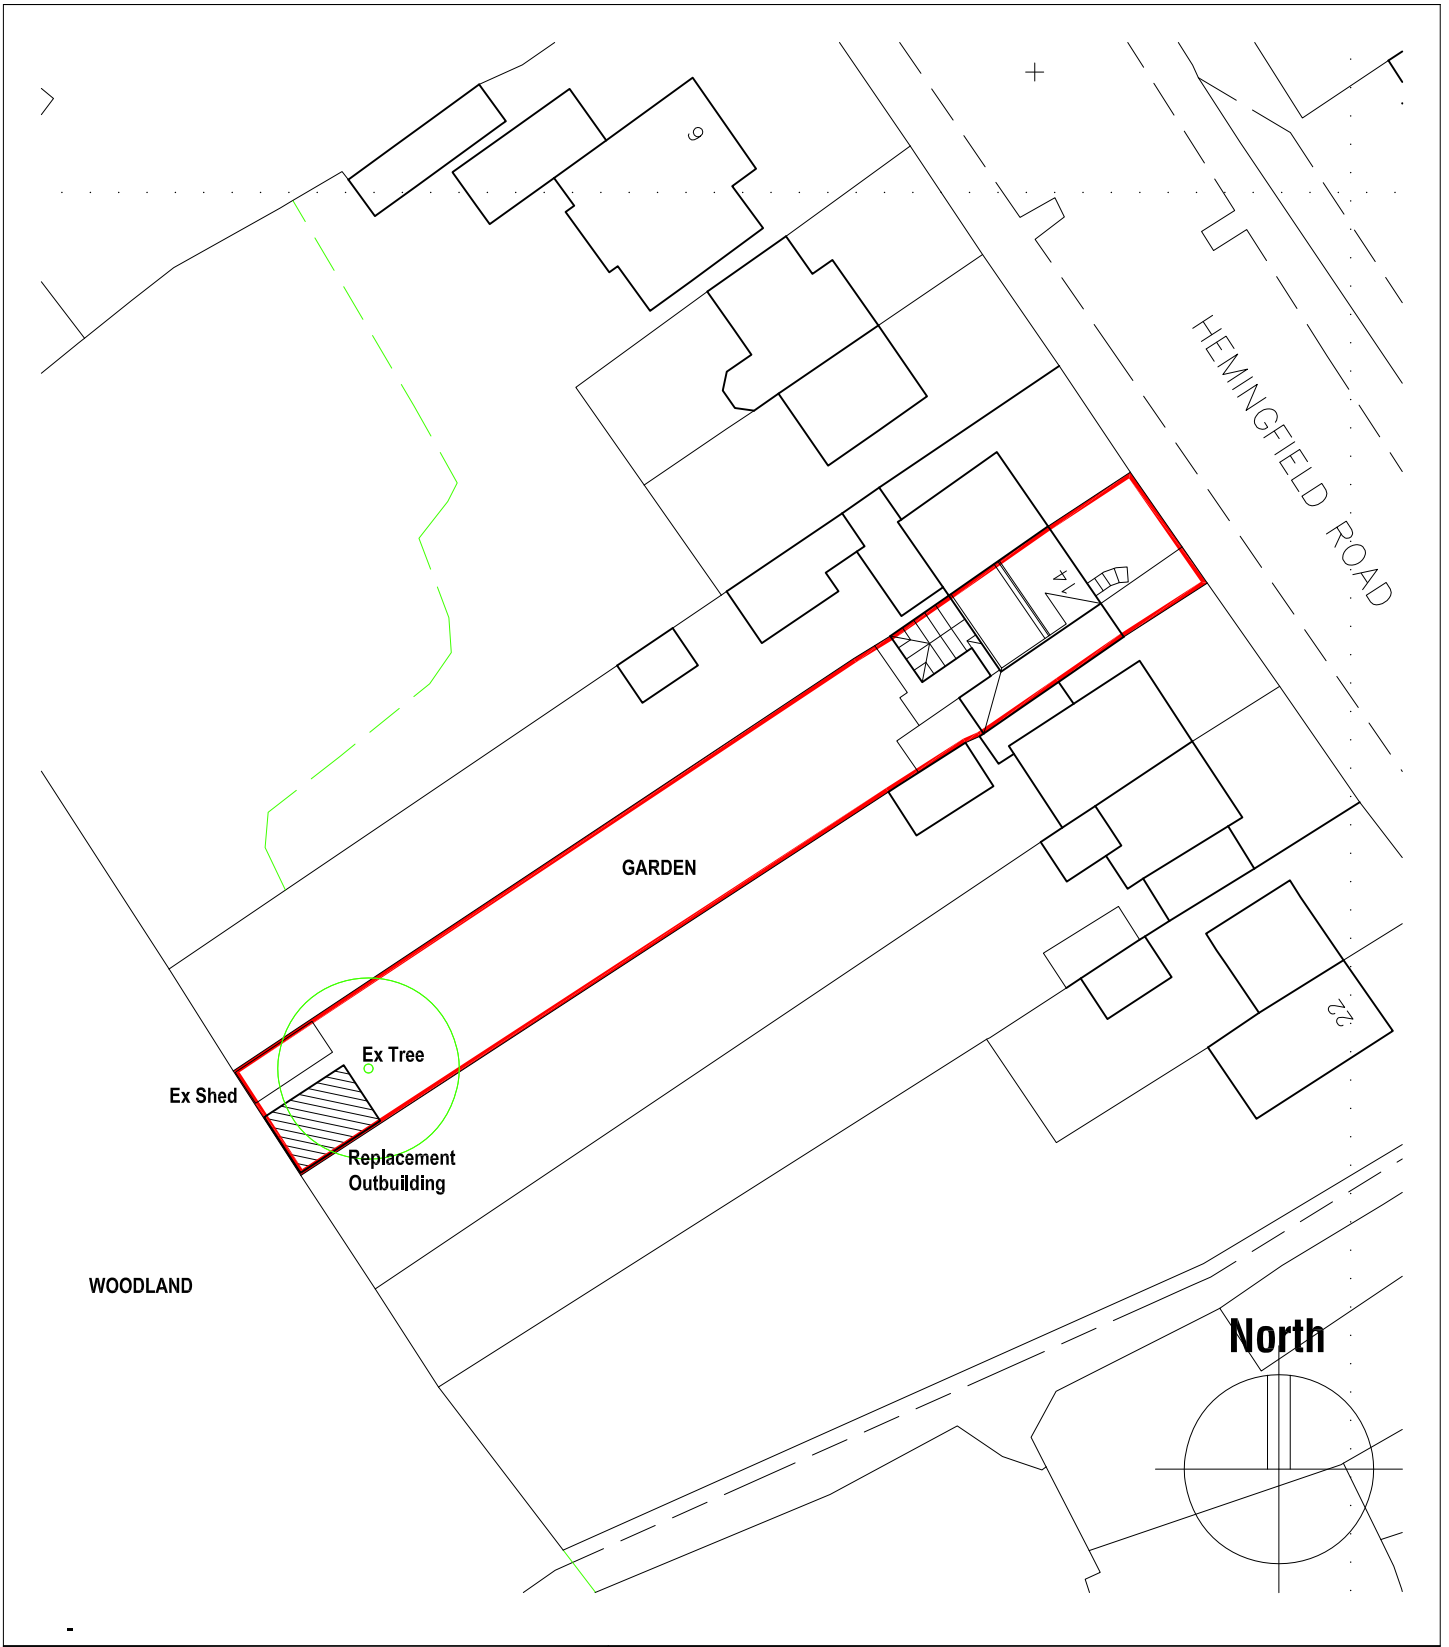 9
HEMINGFIELD ROAD
14
GARDEN
Ex Tree
Ex Shed
Replacement
Outbuilding
22
WOODLAND
North
-